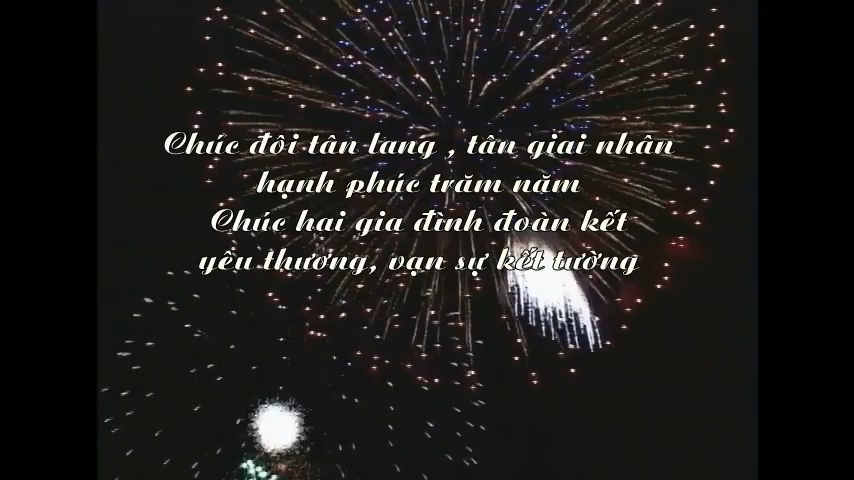 Chúc đôi tân lang , tân giai nhân
hạnh phúc trăm năm
Chúc hai gia đình đoàn kết
yêu thương, vạn sự kết tường